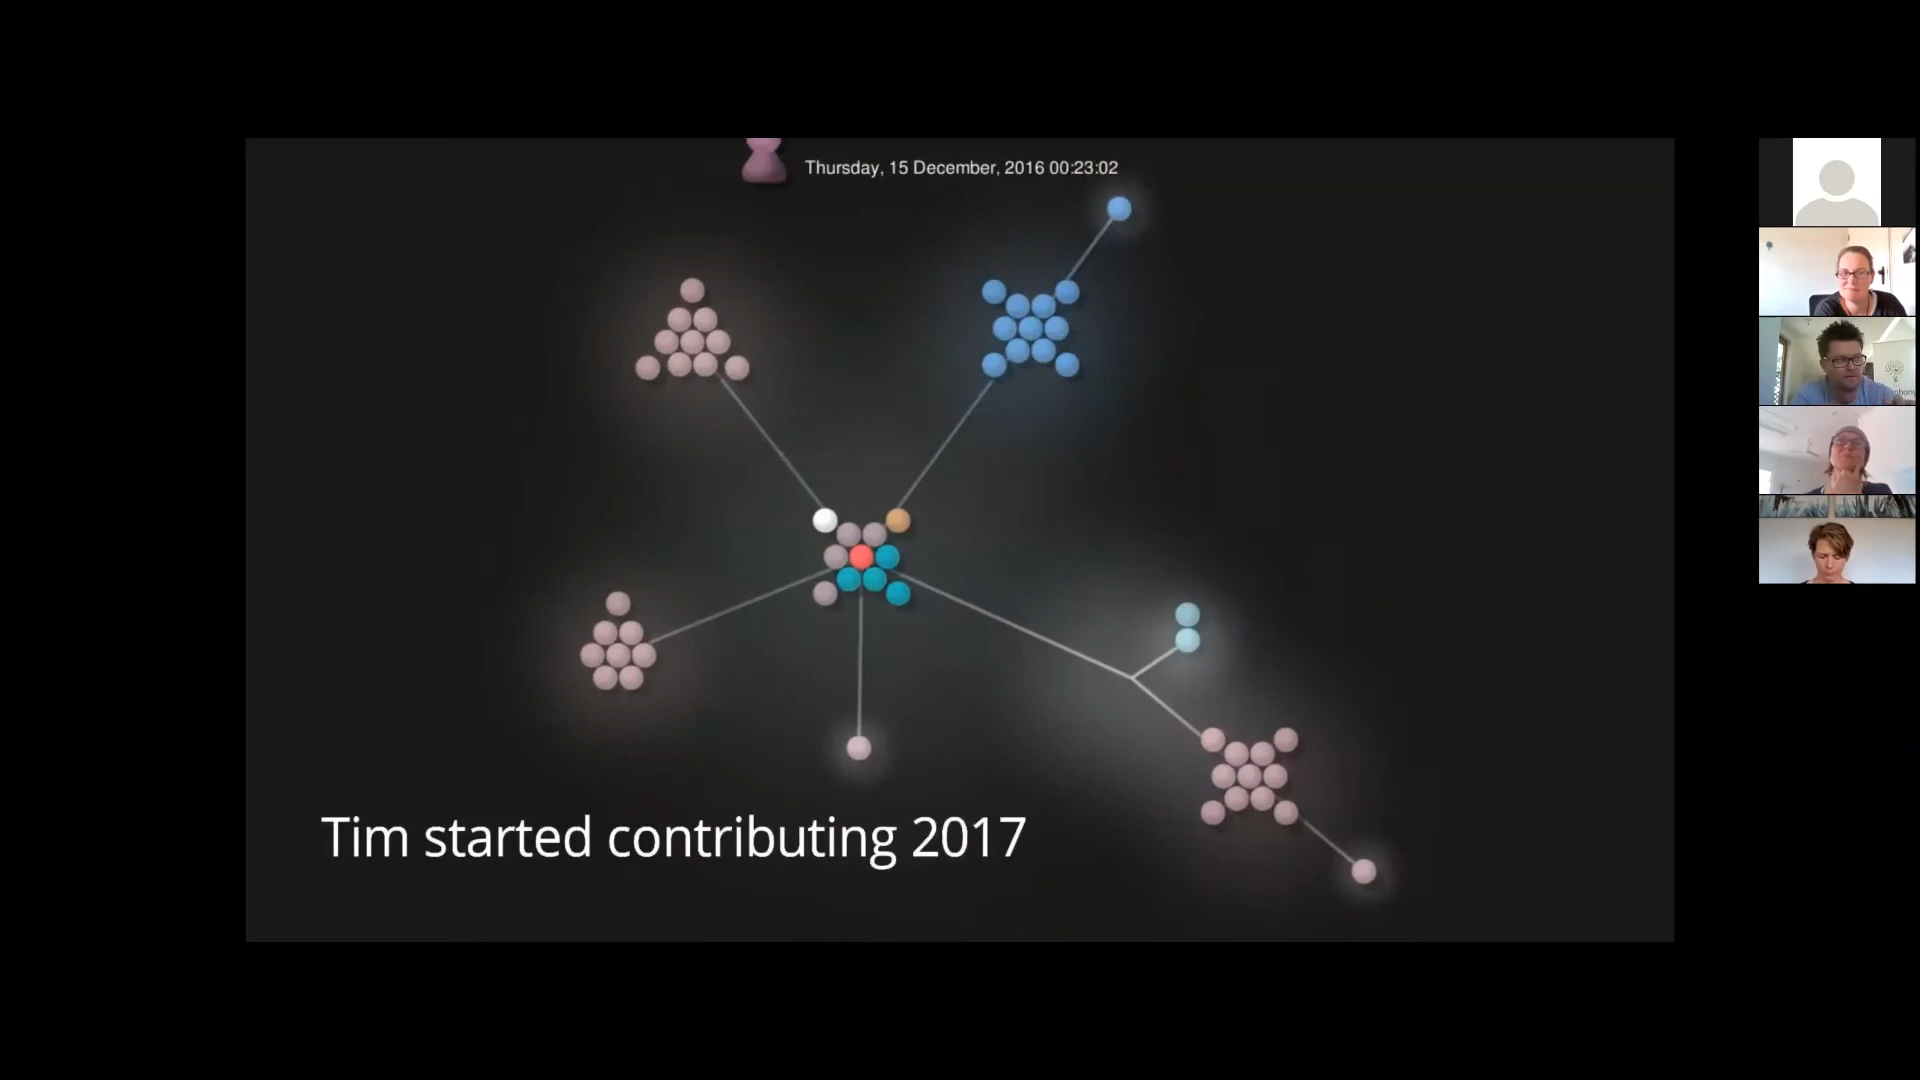 Thursday, 15 December, 2016 00:23:02
Tim started contributing 2017